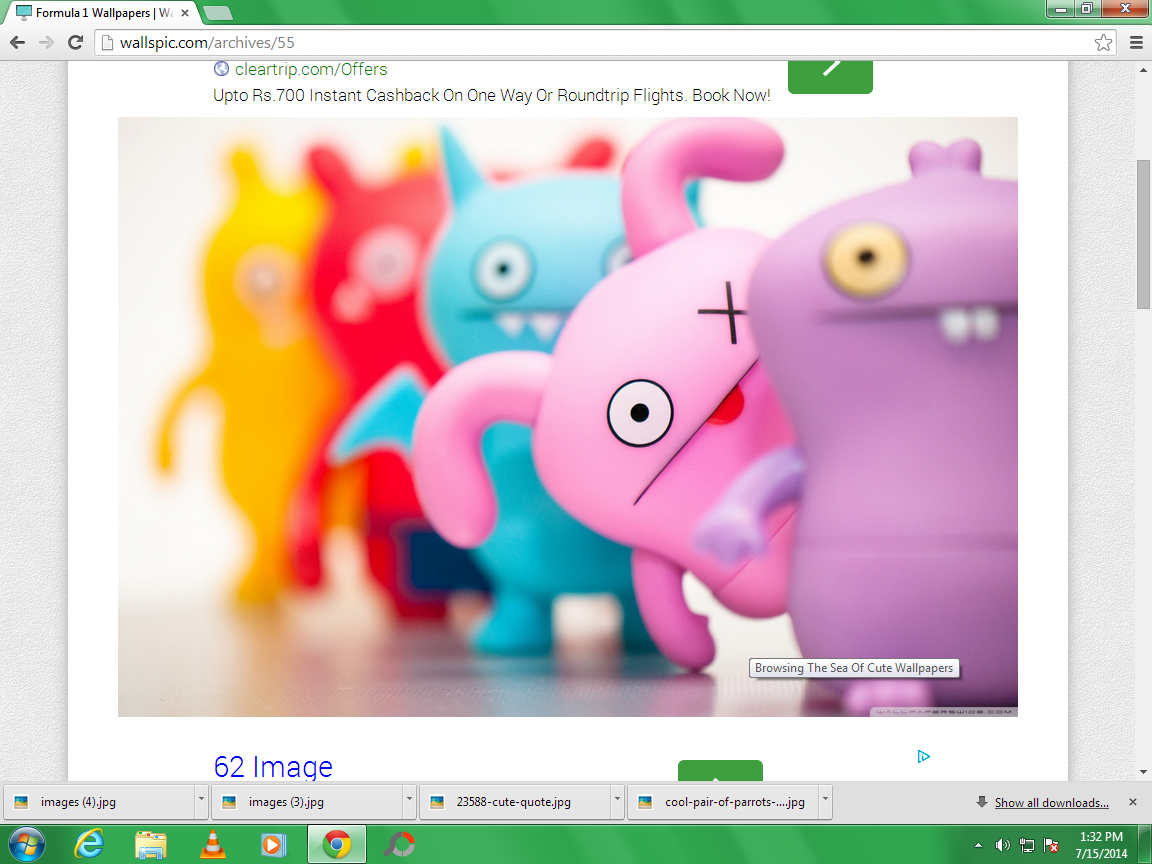 Formula 1 Wallpapers | Wa
wallspic.com/archives/55
cleartrip.com/Offers
Upto Rs.700 Instant Cashback On One Way Or Roundtrip Flights. Book Now!
Browsing The Sea Of Cute Wallpapers
WALLPAPERSWIDE.COM
62 Image
images (4).jpg
images (3).jpg
23588-cute-quote.jpg
cool-pair-of-parrots-....jpg
Show all downloads...
1:32 PM
7/15/2014